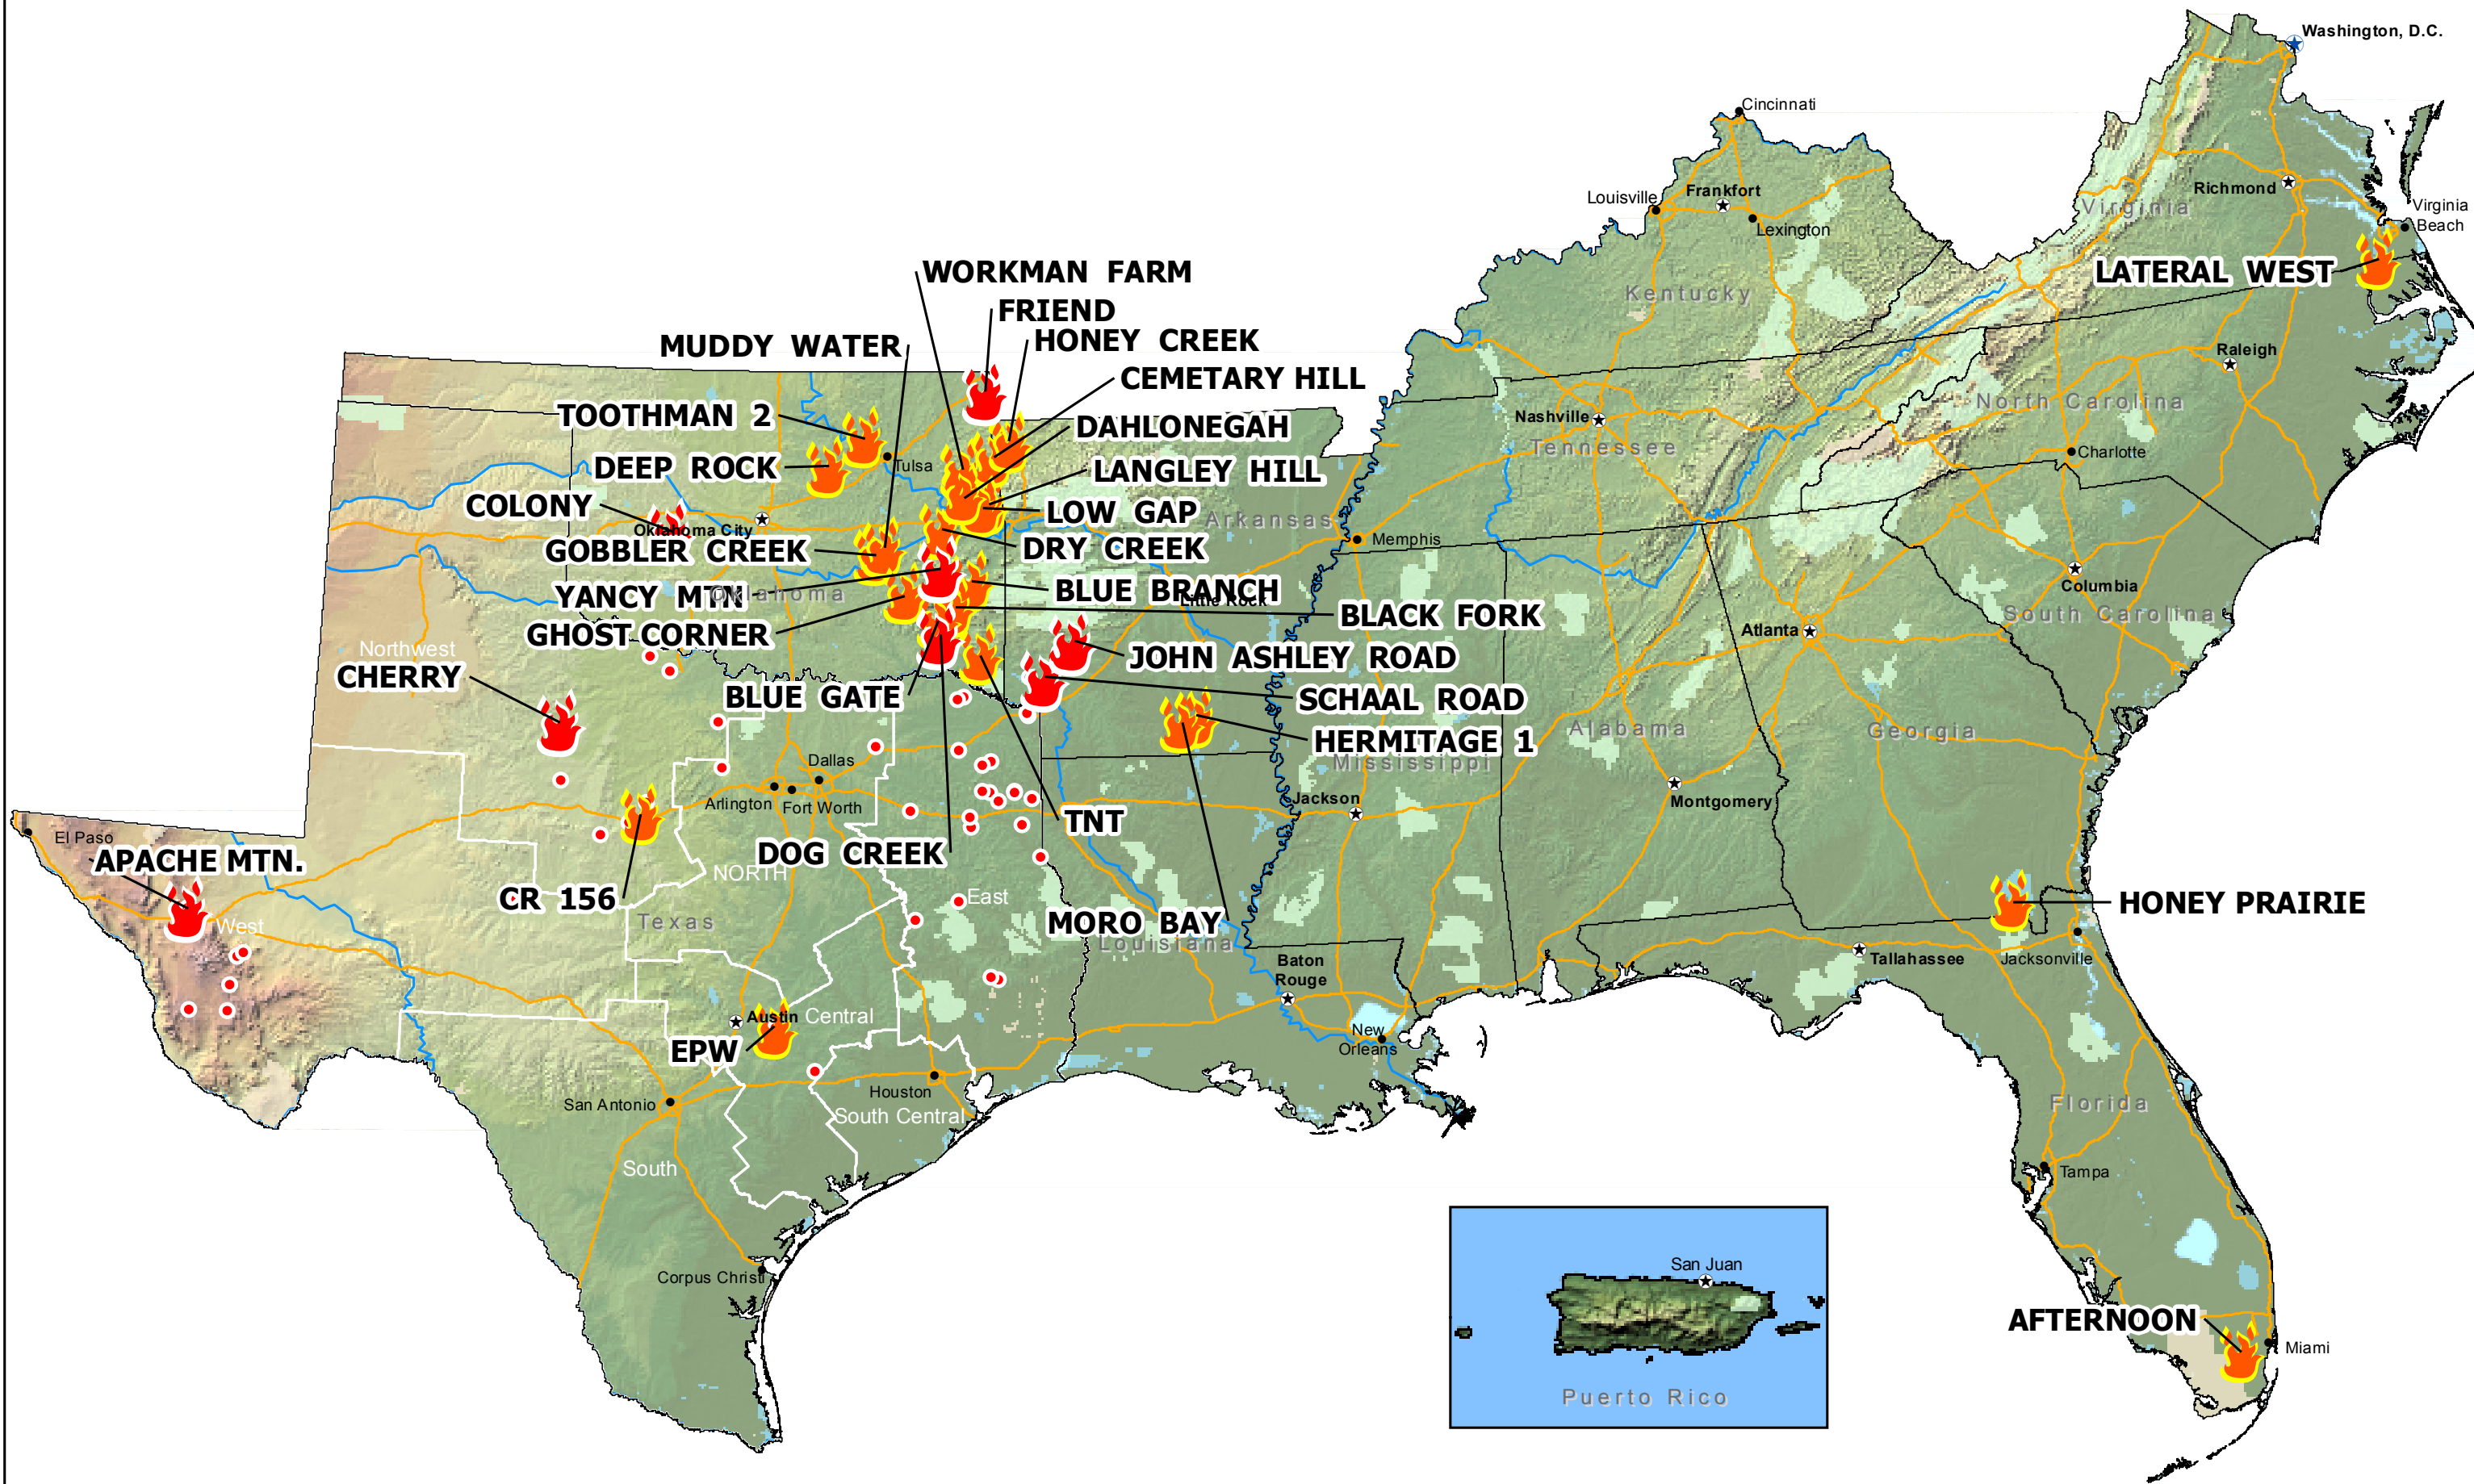 Washington, D.C.
Cincinnati
Louisville
Frankfort
Lexington
Richmond
Virginia
Virginia
Beach
LATERAL WEST
Kentucky
WORKMAN FARM
FRIEND
HONEY CREEK
MUDDY WATER
CEMETARY HILL
Raleigh
North Carolina
TOOTHMAN 2
DAHLONEGAH
Nashville
Tennessee
Charlotte
DEEP ROCK
Tulsa
LANGLEY HILL
COLONY
LOW GAP
Arkansas
Oklahoma City
GOBBLER CREEK
DRY CREEK
Memphis
YANCY MTN
Oklahoma
BLUE BRANCH
Little Rock
Columbia
South Carolina
GHOST CORNER
BLACK FORK
Atlanta
Northwest
CHERRY
JOHN ASHLEY ROAD
BLUE GATE
SCHAAL ROAD
HERMITAGE 1
Alabama
Georgia
Mississippi
Dallas
Arlington
Fort Worth
Jackson
Montgomery
TNT
El Paso
APACHE MTN.
DOG CREEK
NORTH
CR 156
Texas
East
West
MORO BAY
Louisiana
HONEY PRAIRIE
Baton
Rouge
Tallahassee
Jacksonville
Austin
Central
EPW
New
Orleans
San Antonio
Houston
South Central
Florida
South
Tampa
Corpus Christi
San Juan
Puerto Rico
AFTERNOON
Miami